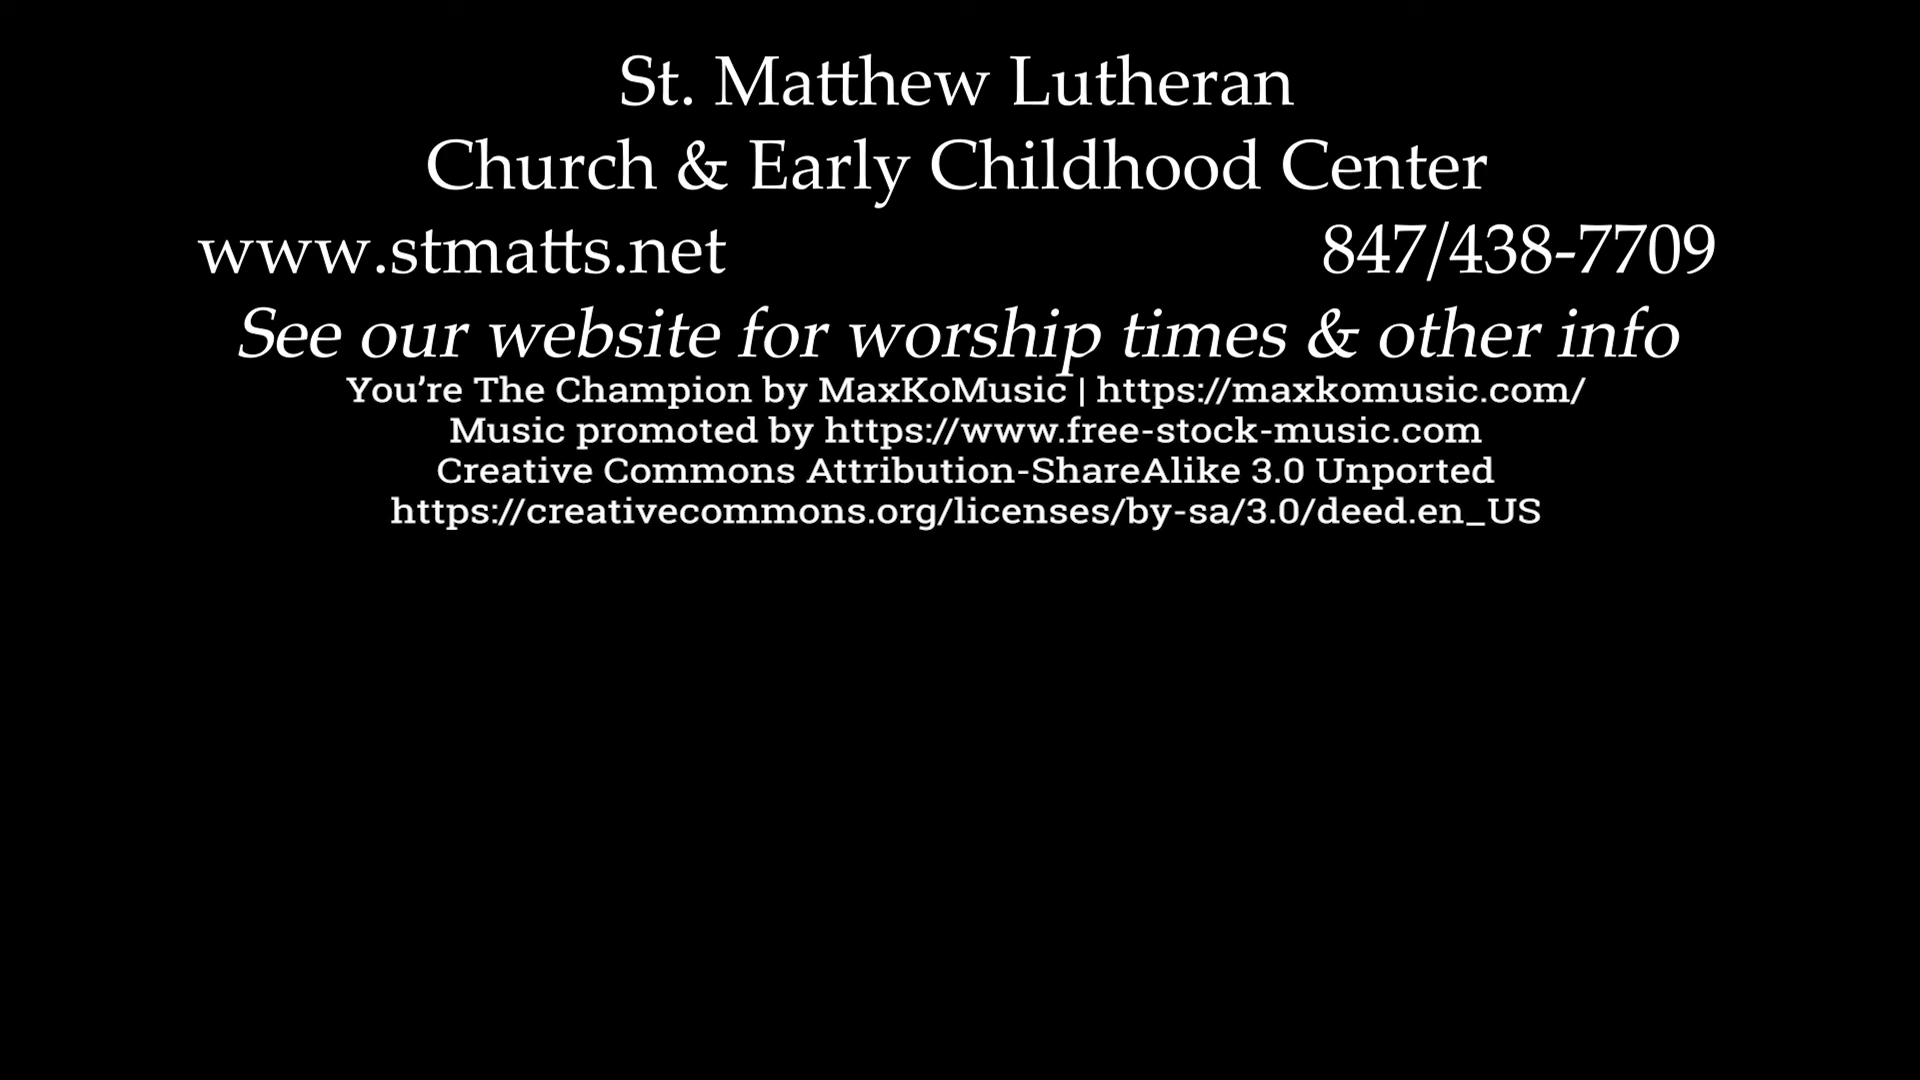 St. Matthew Lutheran
Church & Early Childhood Center
www.stmatts.net 847/438-7709
See our website for worship times & other info
You’re The Champion by MaxKoMusic | https://maxkomusic.com/
Music promoted by https://www.free-stock-music.com
Creative Commons Attribution-ShareAlike 3.0 Unported
https://creativecommons.org/licenses/by-sa/3.0/deed.en_US